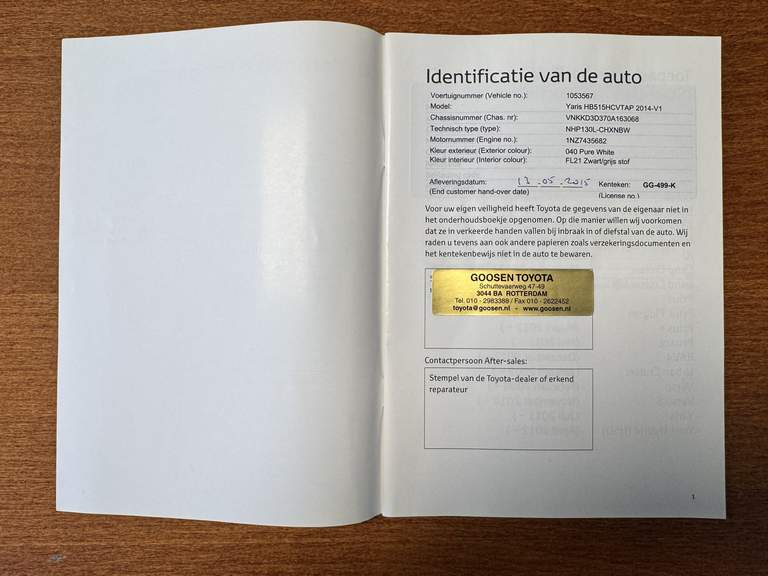 Identificatie van de auto
Voertuignummer (Vehicle no.): 1053567
Model: Yaris HB515HCVTAP 2014-V1
Chassisnummer (Chas. nr): VNKKD3D370A163068
Technisch type (type): NHP130L-CHXNBW
Motornummer (Engine no.): 1NZ7435682
Kleur exterieur (Exterior colour): 040 Pure White
Kleur interieur (Interior colour): FL21 Zwart/grijs stof
Afleveringsdatum: 12-05-2015 Kenteken: GG-499-K
(End customer hand-over date) (License no.)
Voor uw eigen veiligheid heeft Toyota de gegevens van de eigenaar niet in
het onderhoudsboekje opgenomen. Op die manier willen wij voorkomen
dat ze in verkeerde handen vallen bij inbraak in of diefstal van de auto. Wij
raden u tevens aan ook andere papieren zoals verzekeringsdocumenten en
het kentekenbewijs niet in de auto te bewaren.
GOOSEN TOYOTA
Schuttevaerweg 47-49
3044 BA ROTTERDAM
Tel. 010 - 2983388 / Fax 010 - 2622452
toyota@goosen.nl - www.goosen.nl
Contactpersoon After-sales:
Stempel van de Toyota-dealer of erkend
reparateur
1